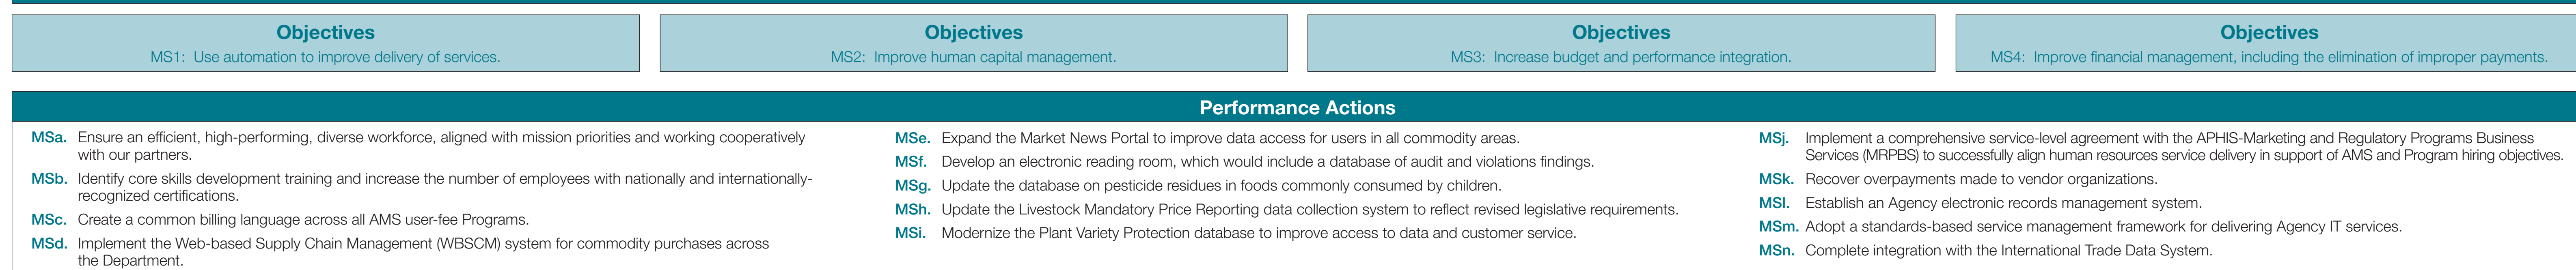 Objectives
MS1: Use automation to improve delivery of services.
Objectives
MS2: Improve human capital management.
Objectives
MS3: Increase budget and performance integration.
Objectives
MS4: Improve financial management, including the elimination of improper payments.
Performance Actions
MSa. Ensure an efficient, high-performing, diverse workforce, aligned with mission priorities and working cooperatively
with our partners.
MSb. Identify core skills development training and increase the number of employees with nationally and internationally-
recognized certifications.
MSc. Create a common billing language across all AMS user-fee Programs.
MSd. Implement the Web-based Supply Chain Management (WBSCM) system for commodity purchases across
the Department.
MSe. Expand the Market News Portal to improve data access for users in all commodity areas.
MSf. Develop an electronic reading room, which would include a database of audit and violations findings.
MSg. Update the database on pesticide residues in foods commonly consumed by children.
MSh. Update the Livestock Mandatory Price Reporting data collection system to reflect revised legislative requirements.
MSi. Modernize the Plant Variety Protection database to improve access to data and customer service.
MSj. Implement a comprehensive service-level agreement with the APHIS-Marketing and Regulatory Programs Business
Services (MRPBS) to successfully align human resources service delivery in support of AMS and Program hiring objectives.
MSk. Recover overpayments made to vendor organizations.
MSl. Establish an Agency electronic records management system.
MSm. Adopt a standards-based service management framework for delivering Agency IT services.
MSn. Complete integration with the International Trade Data System.